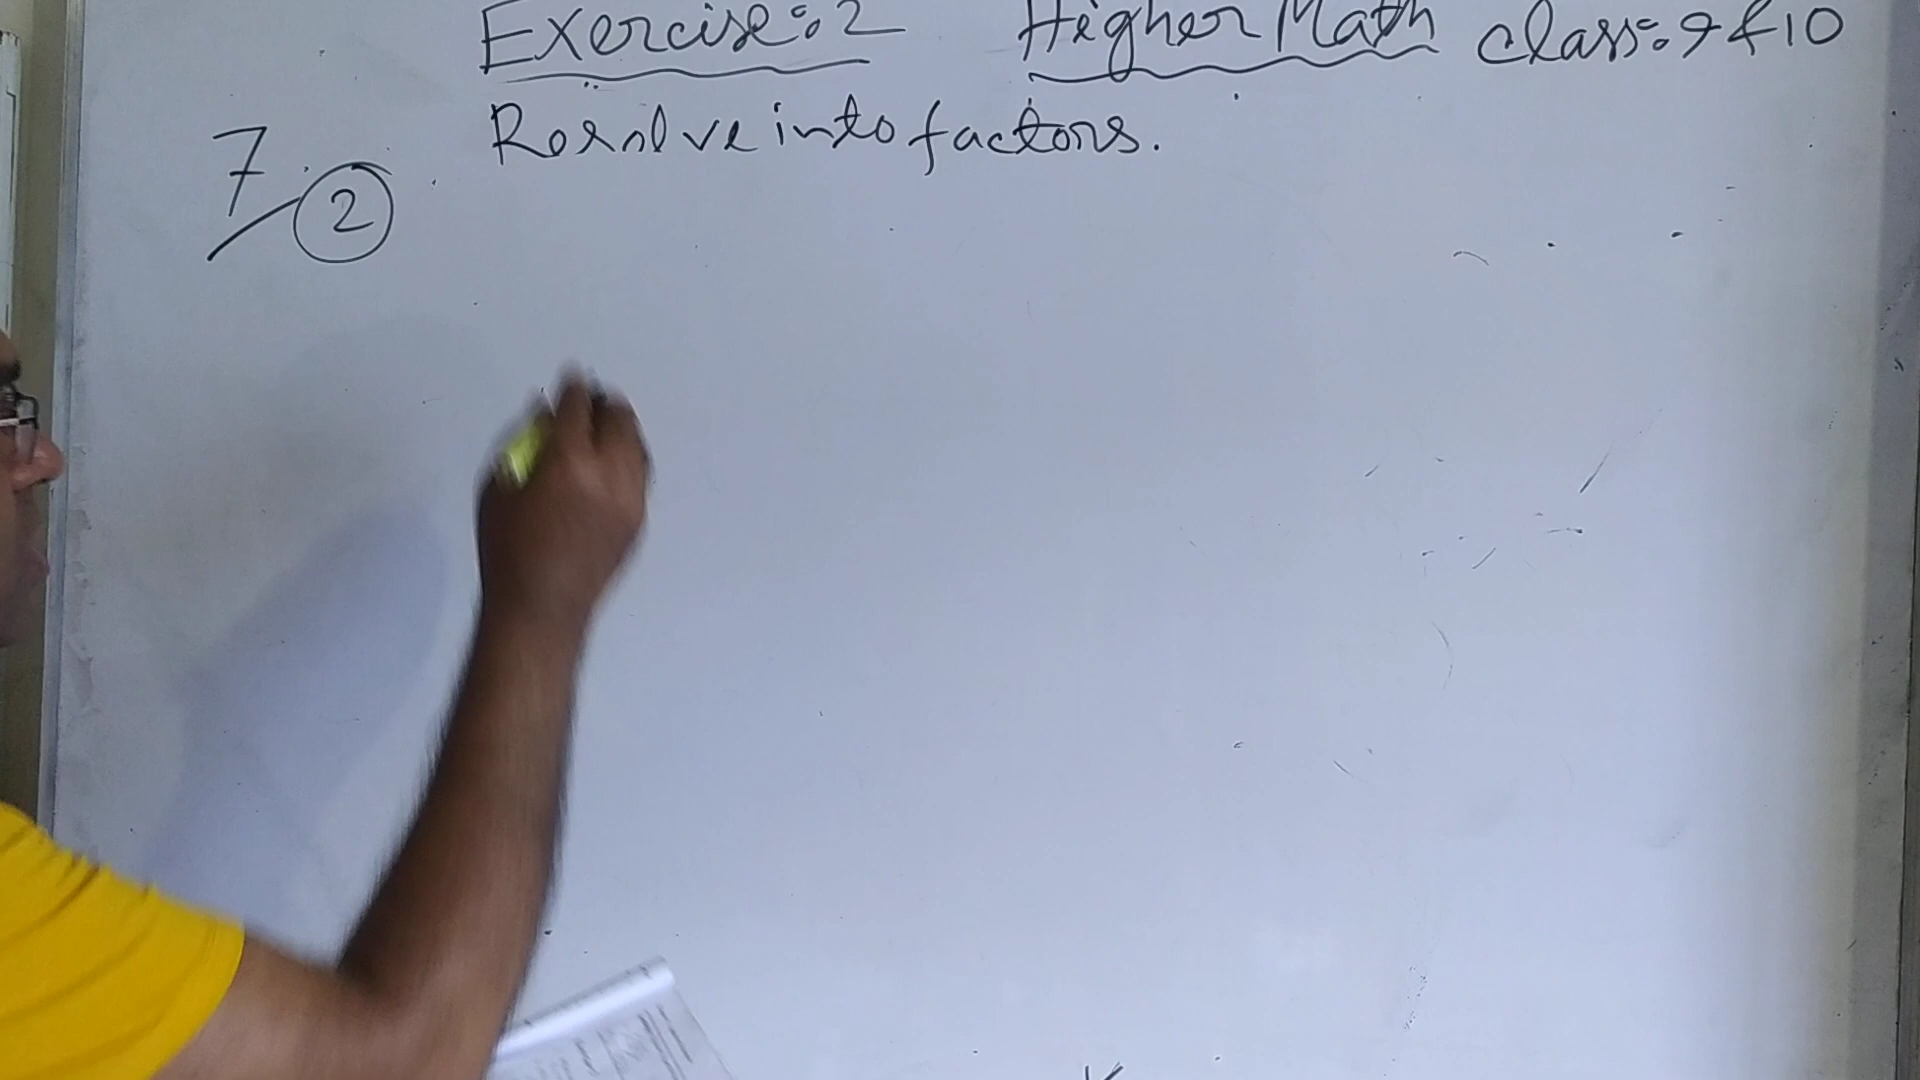 Exercise: 2 Higher Math Class: 9 & 10
7 Resolve into factors.
2